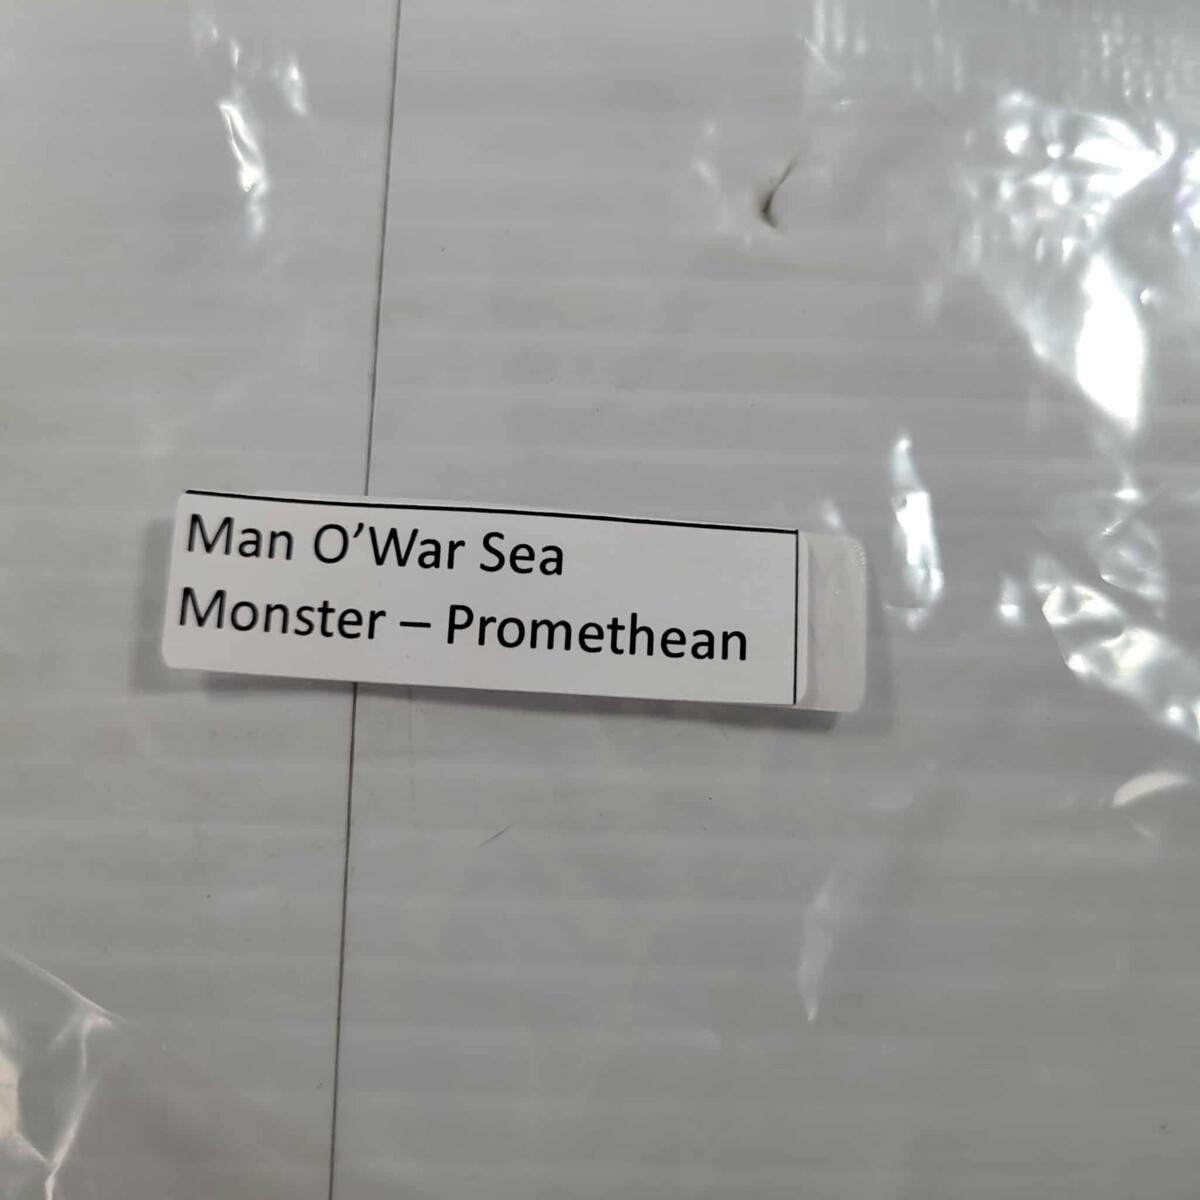 Man O’War Sea
Monster – Promethean